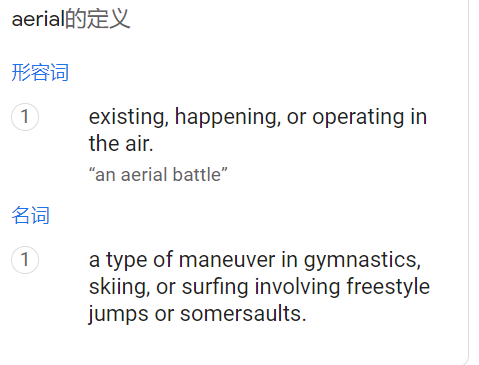 aerial的定义
形容词
1
existing, happening, or operating in
the air.
“an aerial battle”
名词
1
a type of maneuver in gymnastics,
skiing, or surfing involving freestyle
jumps or somersaults.